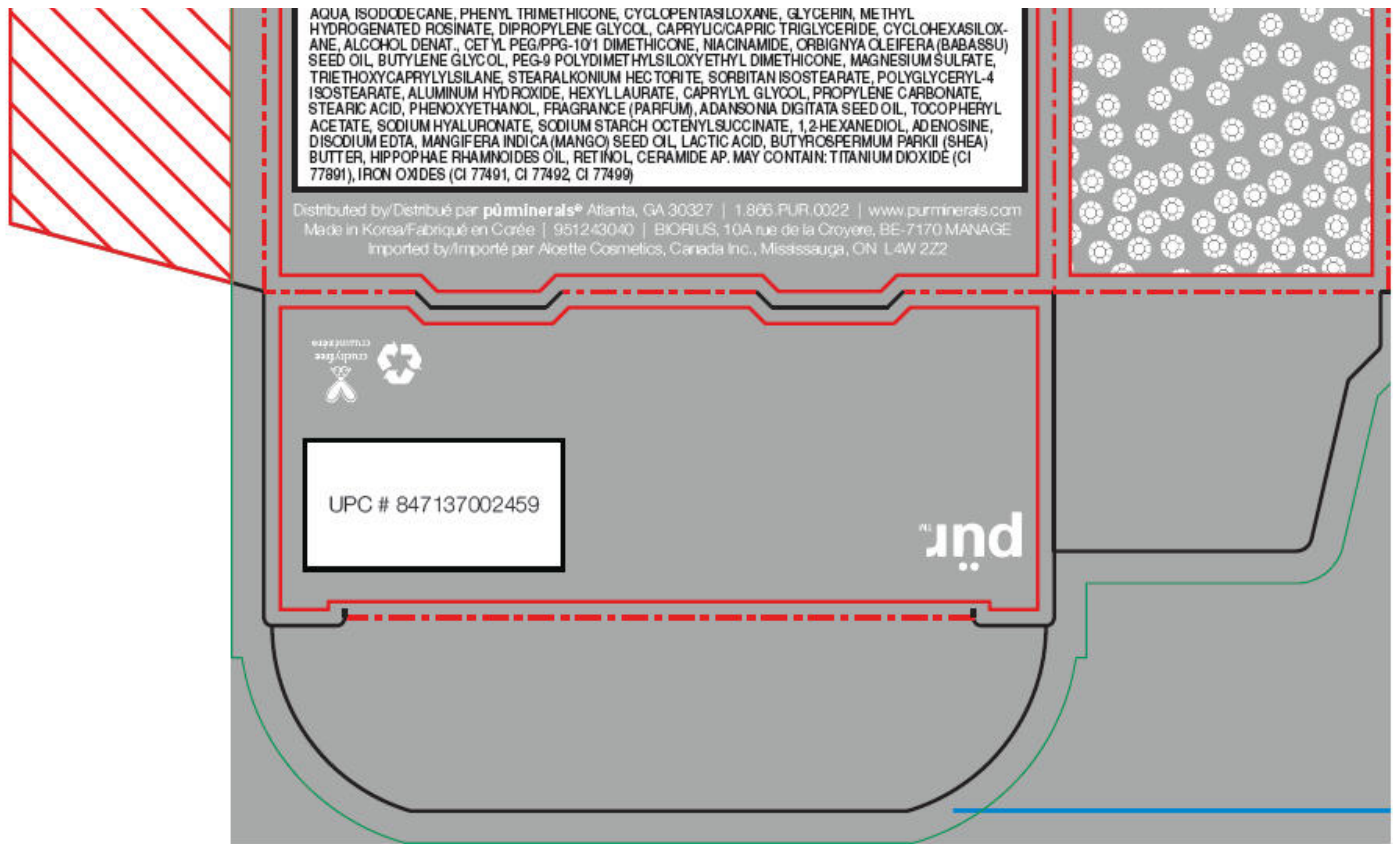 AQUA, ISODODECANE, PHENYL TRIMETHICONE, CYCLOPENTASILOXANE, GLYCERIN, METHYL
HYDROGENATED ROSINATE, DIPROPYLENE GLYCOL, CAPRYLIC/CAPRIC TRIGLYCERIDE, CYCLOHEXASILOX-
ANE, ALCOHOL DENAT., CETYL PEG/PPG-10/1 DIMETHICONE, NIACINAMIDE, ORBIGNYA OLEIFERA (BABASSU)
SEED OIL, BUTYLENE GLYCOL, PEG-9 POLYDIMETHYLSILOXYETHYL DIMETHICONE, MAGNESIUM SULFATE,
TRIETHOXYCAPRYLYLSILANE, STEARALKONIUM HECTORITE, SORBITAN ISOSTEARATE, POLYGLYCERYL-4
ISOSTEARATE, ALUMINUM HYDROXIDE, HEXYL LAURATE, CAPRYLYL GLYCOL, PROPYLENE CARBONATE,
STEARIC ACID, PHENOXYETHANOL, FRAGRANCE (PARFUM), ADANSONIA DIGITATA SEED OIL, TOCOPHERYL
ACETATE, SODIUM HYALURONATE, SODIUM STARCH OCTENYLSUCCINATE, 1,2-HEXANEDIOL, ADENOSINE,
DISODIUM EDTA, MANGIFERA INDICA (MANGO) SEED OIL, LACTIC ACID, BUTYROSPERMUM PARKII (SHEA)
BUTTER, HIPPOPHAE RHAMNOIDES OIL, RETINOL, CERAMIDE AP. MAY CONTAIN: TITANIUM DIOXIDE (CI
77891), IRON OXIDES (CI 77491, CI 77492, CI 77499)
Distributed by/Distribué par pürminerals® Atlanta, GA 30327 | 1.866.PUR.0022 | www.purminerals.com
Made in Korea/Fabriqué en Corée | 951243040 | BIORIUS, 10A rue de la Croyere, BE-7170 MANAGE
Imported by/Importé par Aloette Cosmetics, Canada Inc., Mississauga, ON L4W 2Z2
cruelty free
UPC # 847137002459
pür™